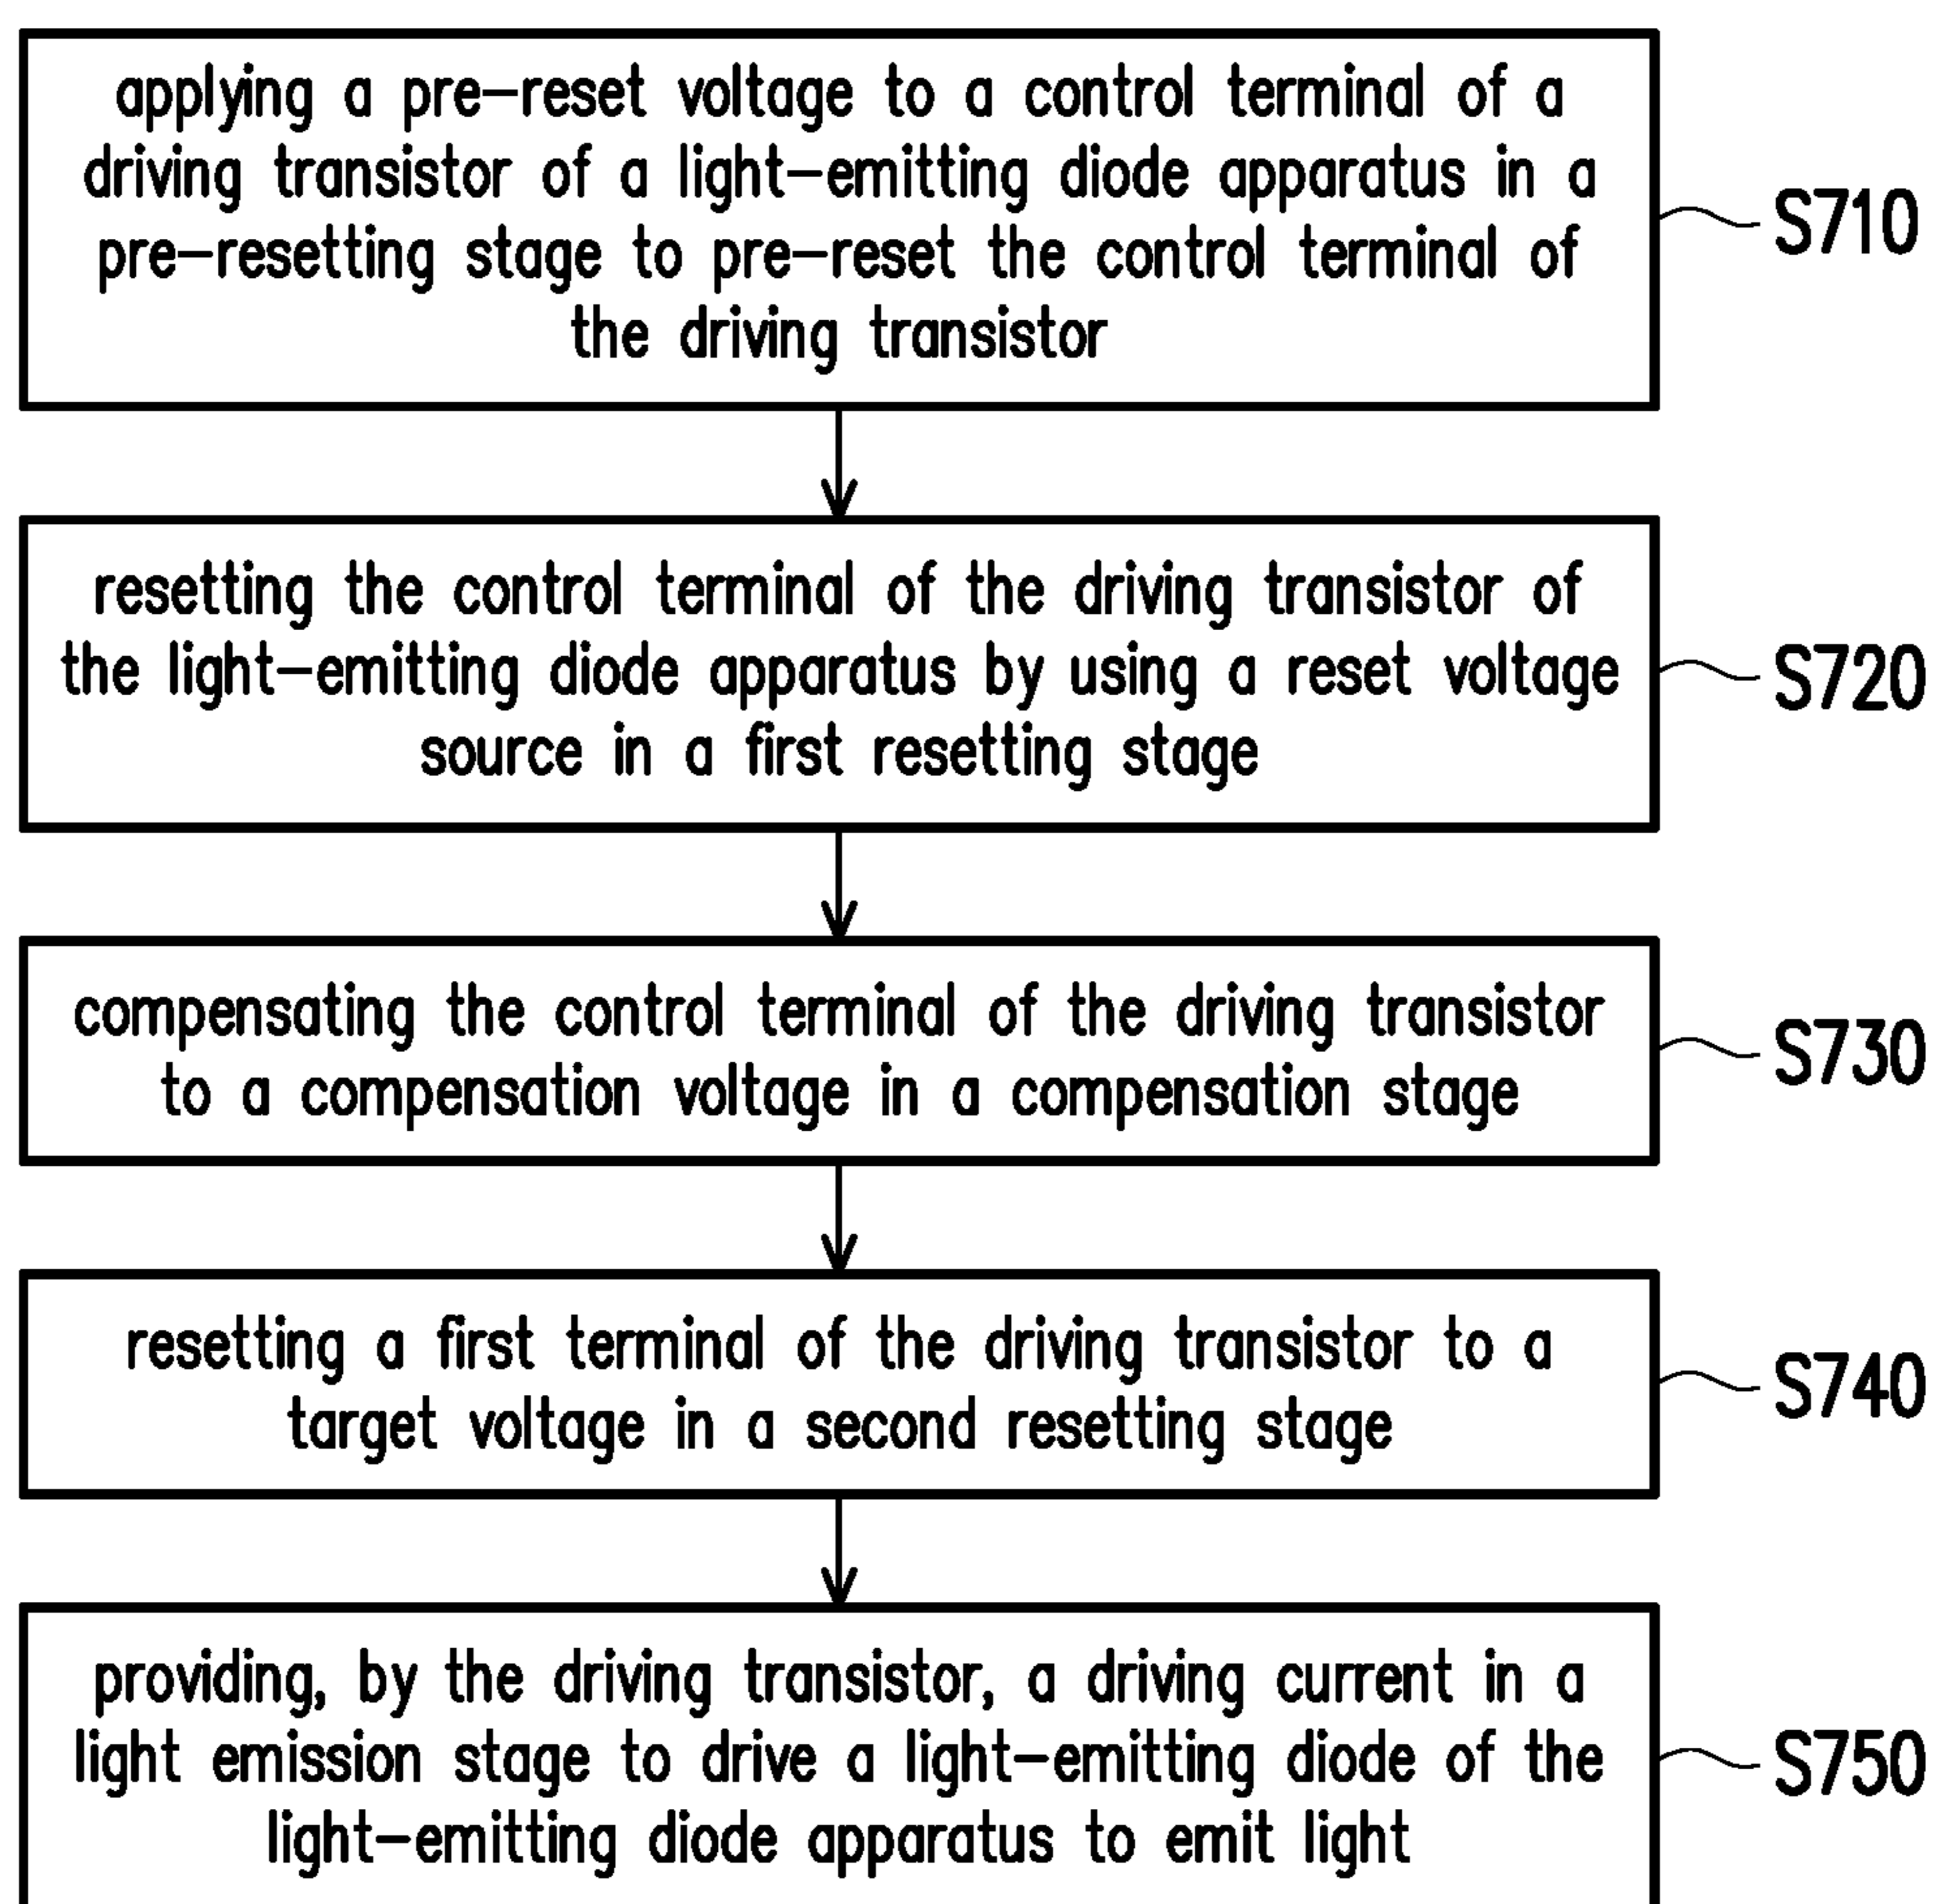 applying a pre-reset voltage to a control terminal of a
driving transistor of a light-emitting diode apparatus in a
pre-resetting stage to pre-reset the control terminal of
the driving transistor
S710
resetting the control terminal of the driving transistor of
the light-emitting diode apparatus by using a reset voltage
source in a first resetting stage
S720
compensating the control terminal of the driving transistor
to a compensation voltage in a compensation stage
S730
resetting a first terminal of the driving transistor to a
target voltage in a second resetting stage
S740
providing, by the driving transistor, a driving current in a
light emission stage to drive a light-emitting diode of the
light-emitting diode apparatus to emit light
S750